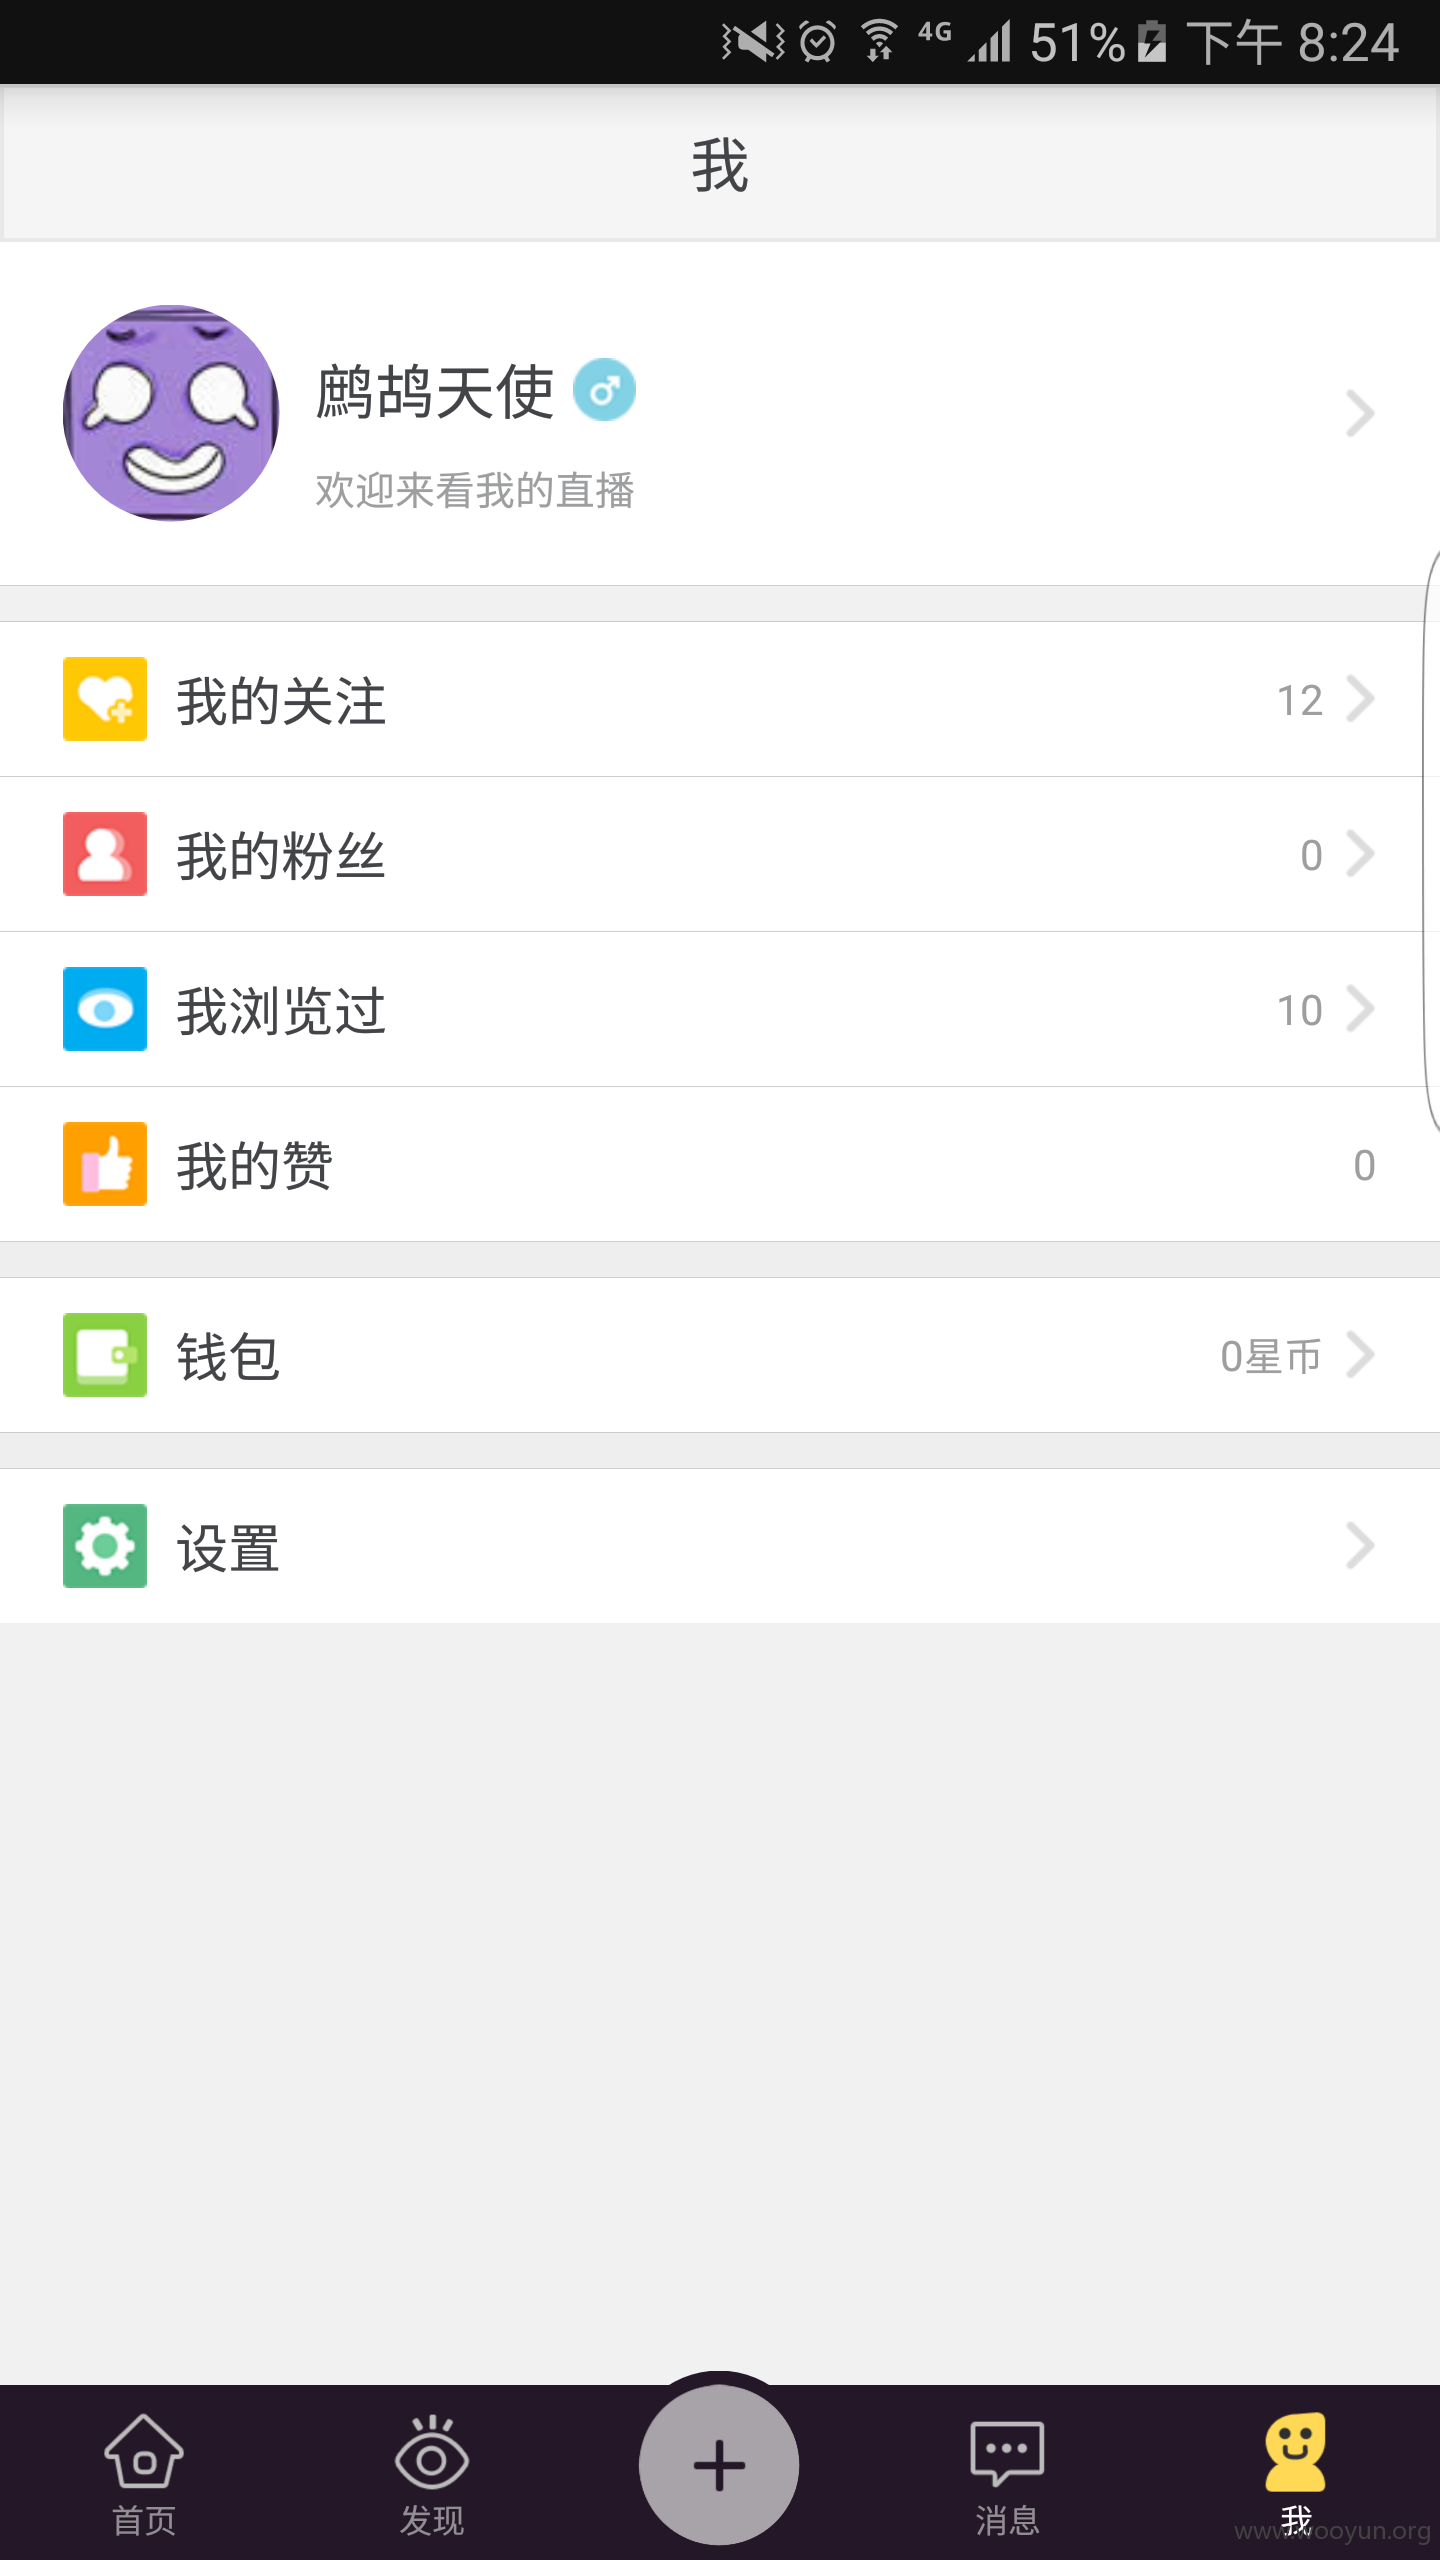 4G 51% 下午 8:24
我
鹧鸪天使
欢迎来看我的直播
我的关注 12
我的粉丝 0
我浏览过 10
我的赞 0
钱包 0星币
设置
首页 发现 消息 我
www.wooyun.org